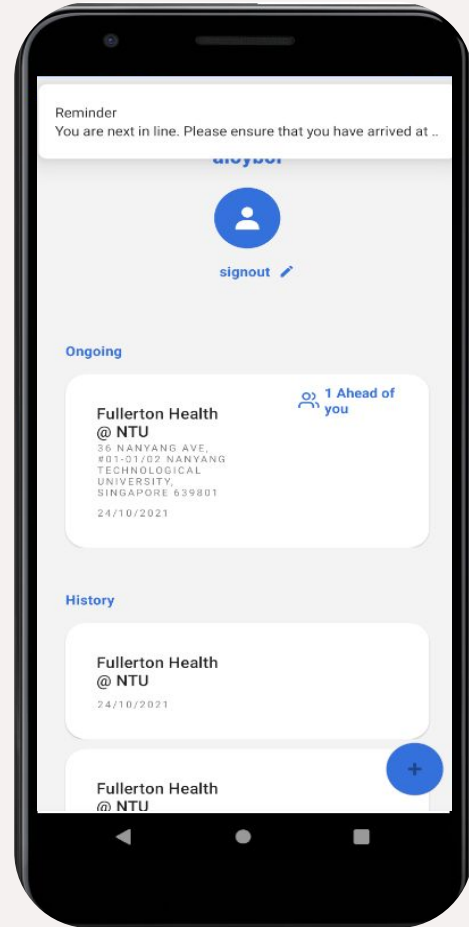 Reminder
You are next in line. Please ensure that you have arrived at ..
signout
Ongoing
Fullerton Health
@ NTU
36 NANYANG AVE,
#01-01/02 NANYANG
TECHNOLOGICAL
UNIVERSITY,
SINGAPORE 639801
24/10/2021
1 Ahead of
you
History
Fullerton Health
@ NTU
24/10/2021
Fullerton Health
@ NTU